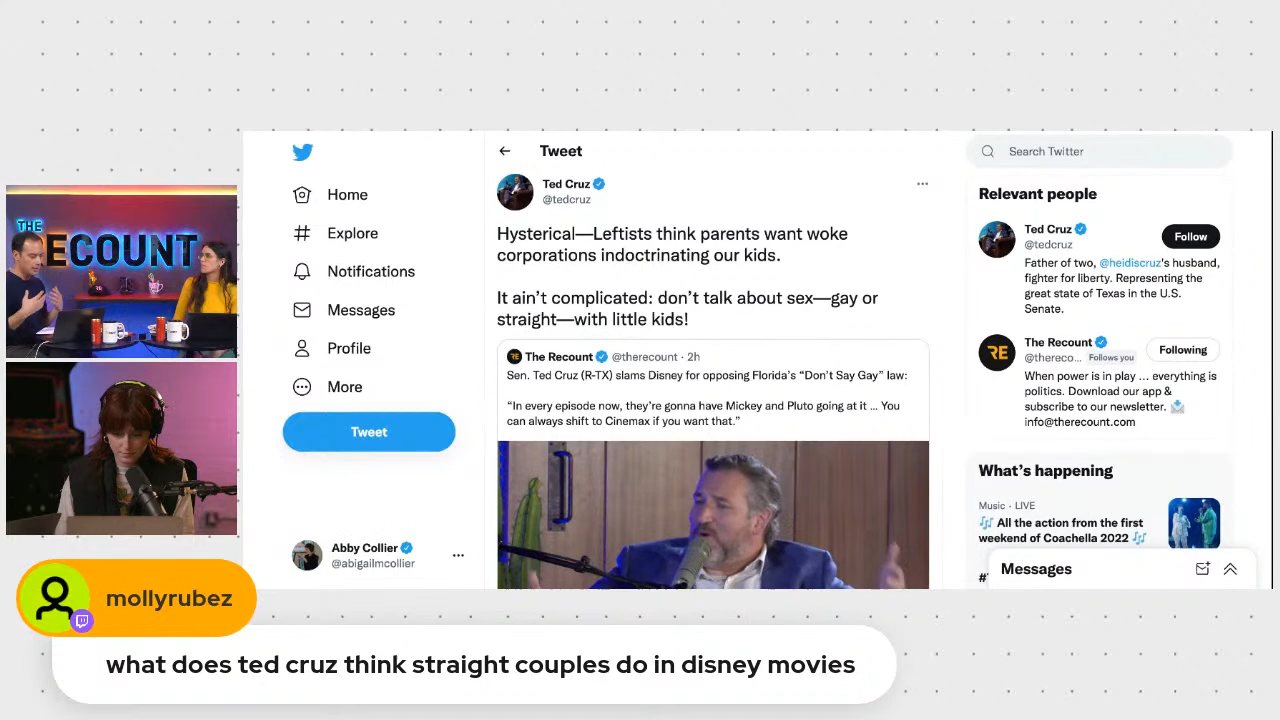 THE
ECOUNT
Home
Explore
Notifications
Messages
Profile
More
Tweet
Abby Collier
@abigailmcollier
Tweet
Ted Cruz
@tedcruz
Hysterical—Leftists think parents want woke
corporations indoctrinating our kids.
It ain't complicated: don't talk about sex—gay or
straight—with little kids!
RE The Recount @therecount · 2h
Sen. Ted Cruz (R-TX) slams Disney for opposing Florida's “Don't Say Gay” law:
“In every episode now, they're gonna have Mickey and Pluto going at it ... You
can always shift to Cinemax if you want that.”
Search Twitter
Relevant people
Ted Cruz
@tedcruz
Follow
Father of two, @heidiscruz's husband,
fighter for liberty. Representing the
great state of Texas in the U.S.
Senate.
RE
The Recount
@thereco... Follows you
Following
When power is in play ... everything is
politics. Download our app &
subscribe to our newsletter.
info@therecount.com
What's happening
Music · LIVE
All the action from the first
weekend of Coachella 2022
Messages
mollyrubez
what does ted cruz think straight couples do in disney movies